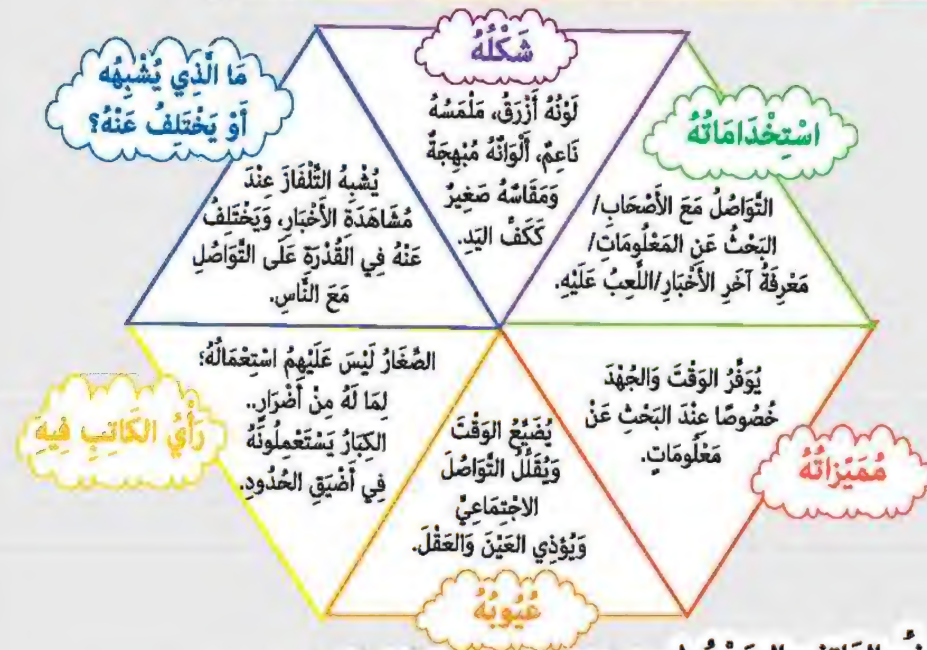 شَكْلُهُ
لَوْنُهُ أَزْرَقُ، مَلْمَسُهُ
نَاعِمٌ، أَلْوَانُهُ مُبْهِجَةٌ
وَمَقَاسُهُ صَغِيرٌ
كَكَفِّ اليَدِ.
اسْتِخْدَامَاتُهُ
التَّوَاصُلُ مَعَ الأَصْحَابِ/
البَحْثُ عَنِ المَعْلُومَاتِ/
مَعْرِفَةُ آخَرِ الأَخْبَارِ/اللَّعِبُ عَلَيْهِ.
مَا الَّذِي يُشْبِهُه
أَوْ يَخْتَلِفُ عَنْهُ؟
يُشْبِهُ التِّلْفَازَ عِنْدَ
مُشَاهَدَةِ الأَخْبَارِ، وَيَخْتَلِفُ
عَنْهُ فِي القُدْرَةِ عَلَى التَّوَاصُلِ
مَعَ النَّاسِ.
يُوَفِّرُ الوَقْتَ وَالجُهْدَ
خُصُوصًا عِنْدَ البَحْثِ عَنْ
مَعْلُومَاتٍ.
مُمَيِّزَاتُهُ
يُضَيِّعُ الوَقْتَ
وَيُقَلِّلُ التَّوَاصُلَ
الاجْتِمَاعِيَّ
وَيُؤْذِي العَيْنَ وَالعَقْلَ.
عُيُوبُهُ
الصِّغَارُ لَيْسَ عَلَيْهِمُ اسْتِعْمَالُهُ؛
لِمَا لَهُ مِنْ أَضْرَارٍ..
الكِبَارُ يَسْتَعْمِلُونَهُ
فِي أَضْيَقِ الحُدُودِ.
رَأْيُ الكَاتِبِ فِيهِ